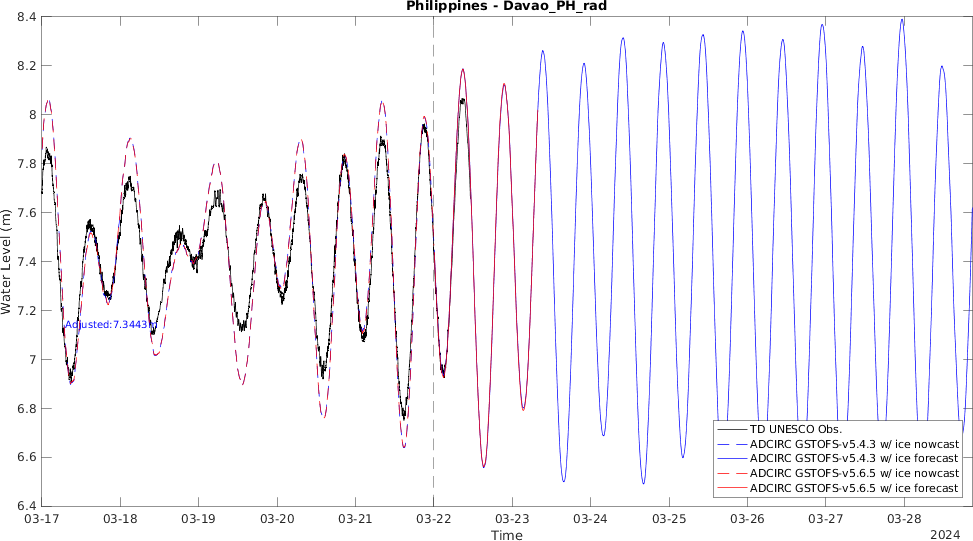 Philippines - Davao_PH_rad
Water Level (m)
8.4
8.2
8
7.8
7.6
7.4
7.2
7
6.8
6.6
6.4
Adjusted:7.3443m
TD UNESCO Obs.
ADCIRC GSTOFS-v5.4.3 w/ ice nowcast
ADCIRC GSTOFS-v5.4.3 w/ ice forecast
ADCIRC GSTOFS-v5.6.5 w/ ice nowcast
ADCIRC GSTOFS-v5.6.5 w/ ice forecast
03-17 03-18 03-19 03-20 03-21 03-22 03-23 03-24 03-25 03-26 03-27 03-28
Time
2024